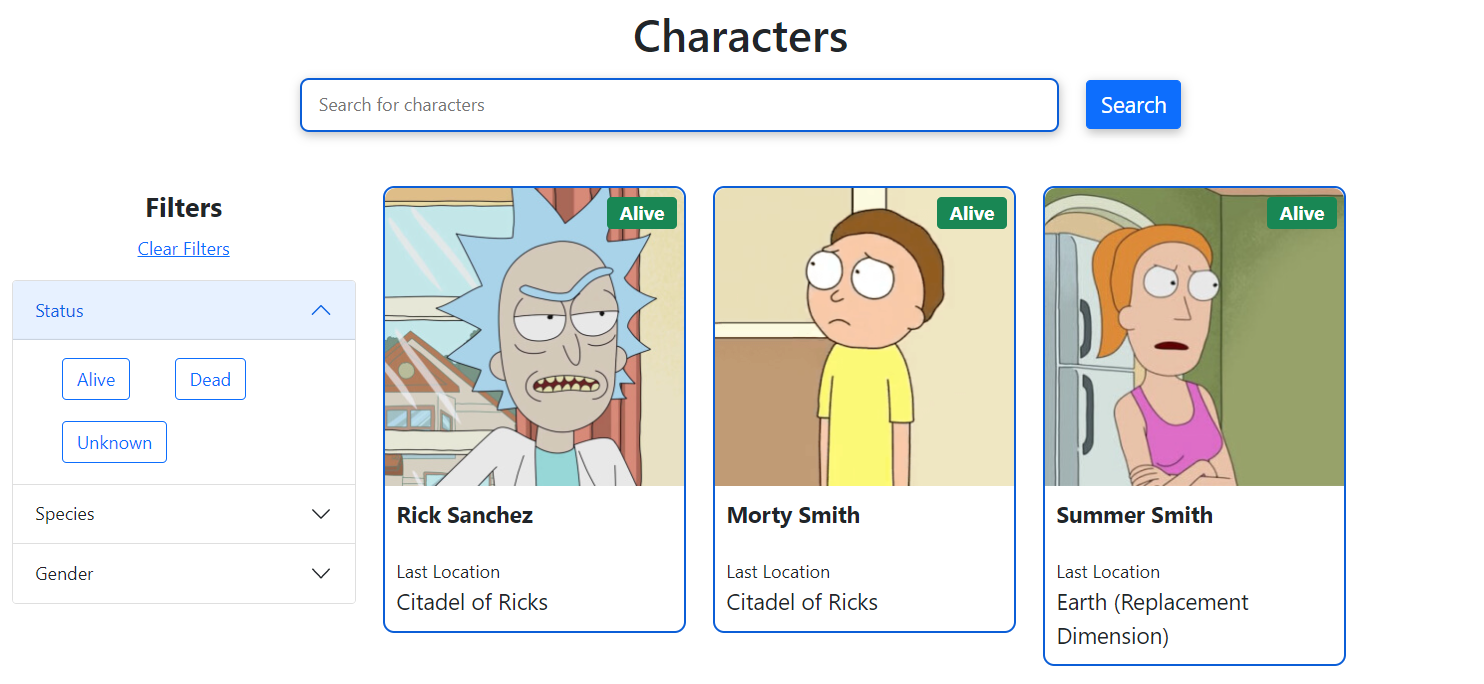 Characters
Search for characters
Search
Filters
Clear Filters
Status
Alive
Dead
Unknown
Species
Gender
Alive
Rick Sanchez
Last Location
Citadel of Ricks
Alive
Morty Smith
Last Location
Citadel of Ricks
Alive
Summer Smith
Last Location
Earth (Replacement
Dimension)